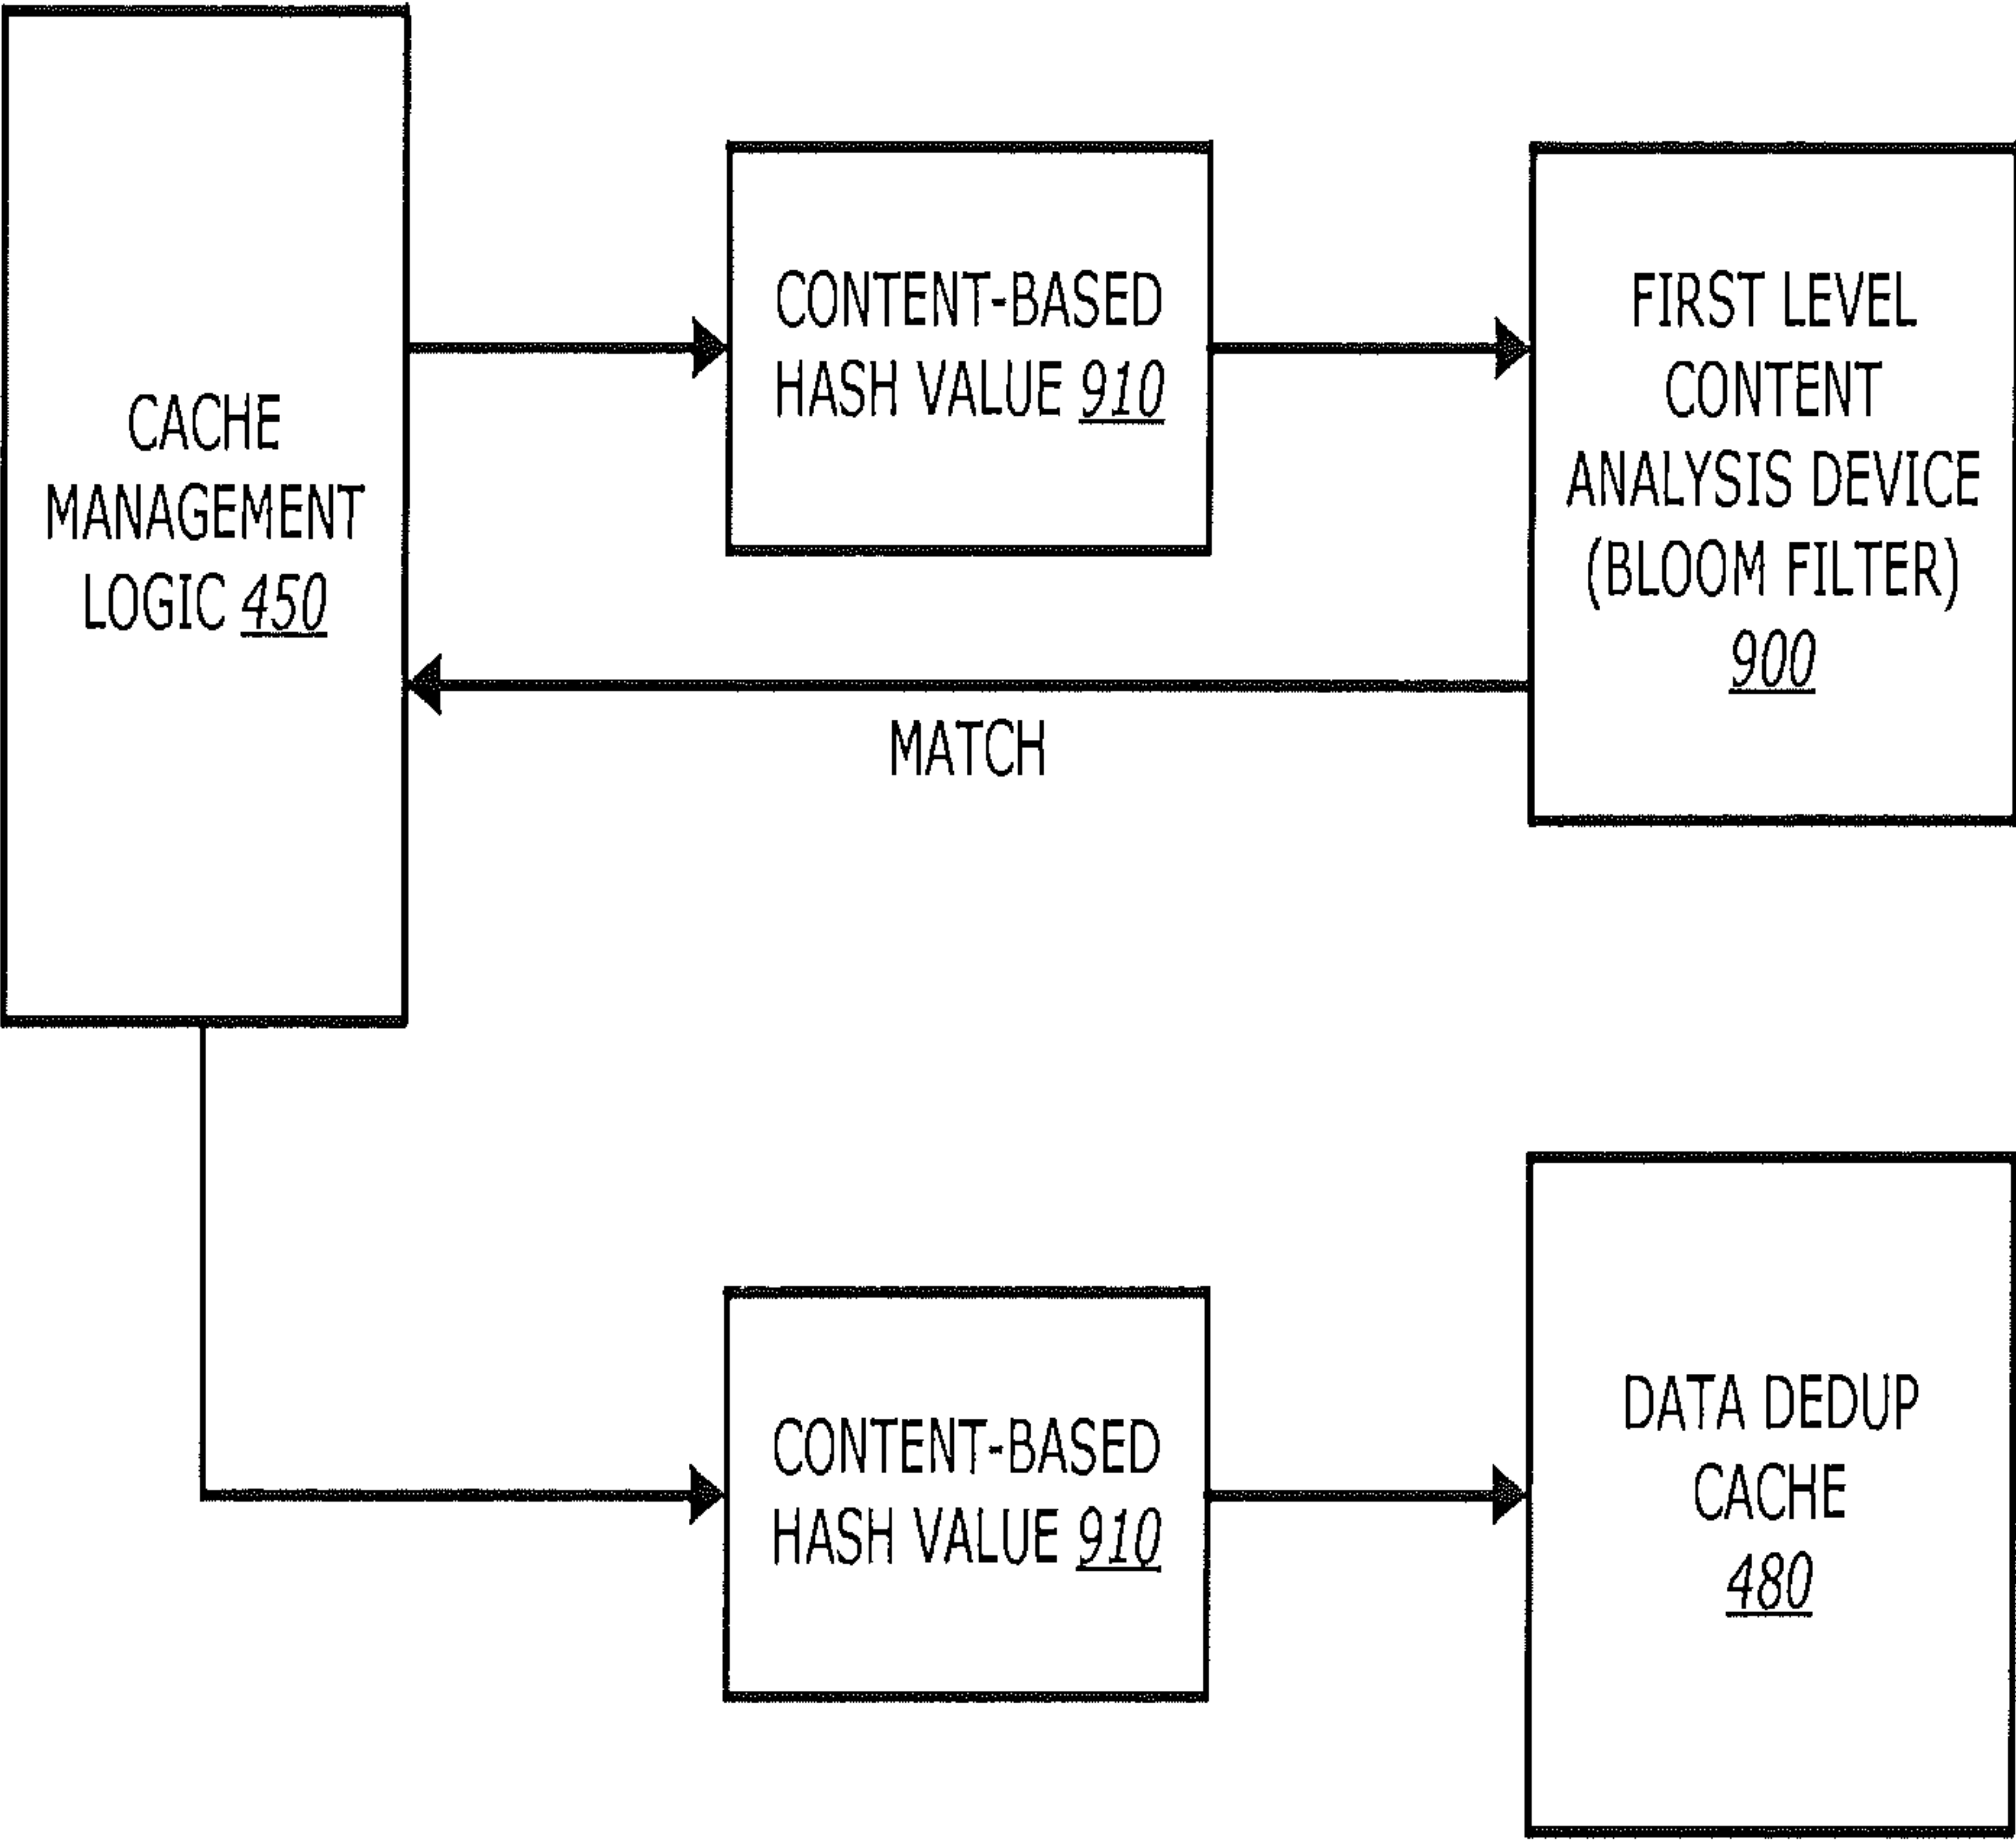 CACHE
MANAGEMENT
LOGIC 450
CONTENT-BASED
HASH VALUE 910
FIRST LEVEL
CONTENT
ANALYSIS DEVICE
(BLOOM FILTER)
900
MATCH
CONTENT-BASED
HASH VALUE 910
DATA DEDUP
CACHE
480